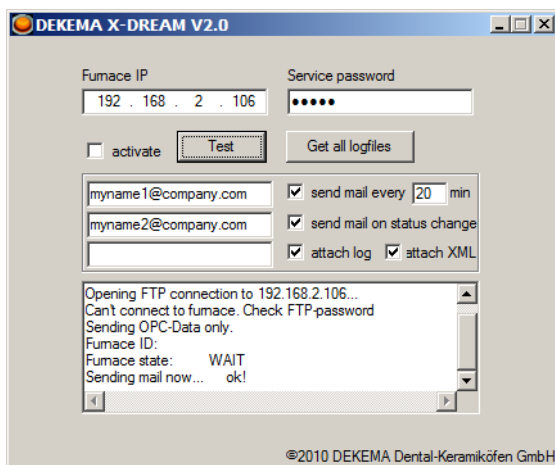 DEKEMA X-DREAM V2.0
Furnace IP
Service password
192 . 168 . 2 . 106
●●●●●
activate
Test
Get all logfiles
myname1@company.com
send mail every 20 min
myname2@company.com
send mail on status change
attach log
attach XML
Opening FTP connection to 192.168.2.106...
Can't connect to furnace. Check FTP-password
Sending OPC-Data only.
Furnace ID:
Furnace state: WAIT
Sending mail now... ok!
©2010 DEKEMA Dental-Keramiköfen GmbH